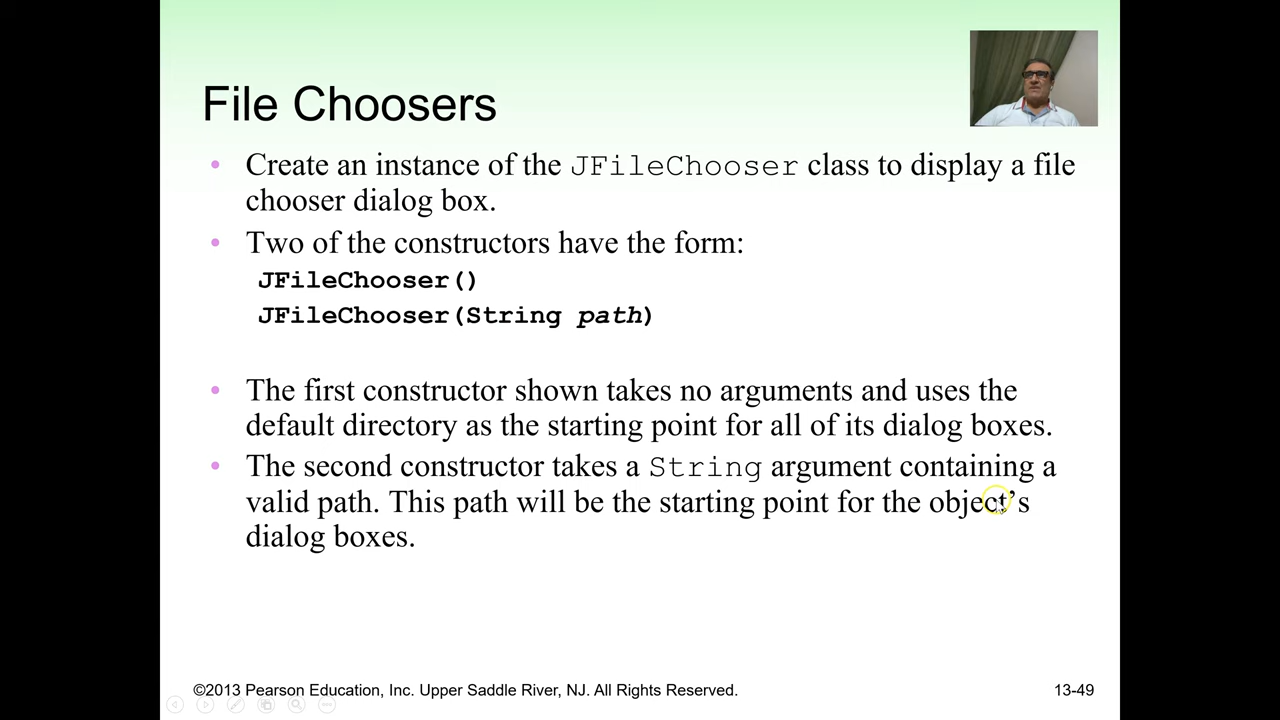 File Choosers
• Create an instance of the JFileChooser class to display a file
chooser dialog box.
• Two of the constructors have the form:
JFileChooser()
JFileChooser(String path)
• The first constructor shown takes no arguments and uses the
default directory as the starting point for all of its dialog boxes.
• The second constructor takes a String argument containing a
valid path. This path will be the starting point for the object’s
dialog boxes.
©2013 Pearson Education, Inc. Upper Saddle River, NJ. All Rights Reserved.
13-49